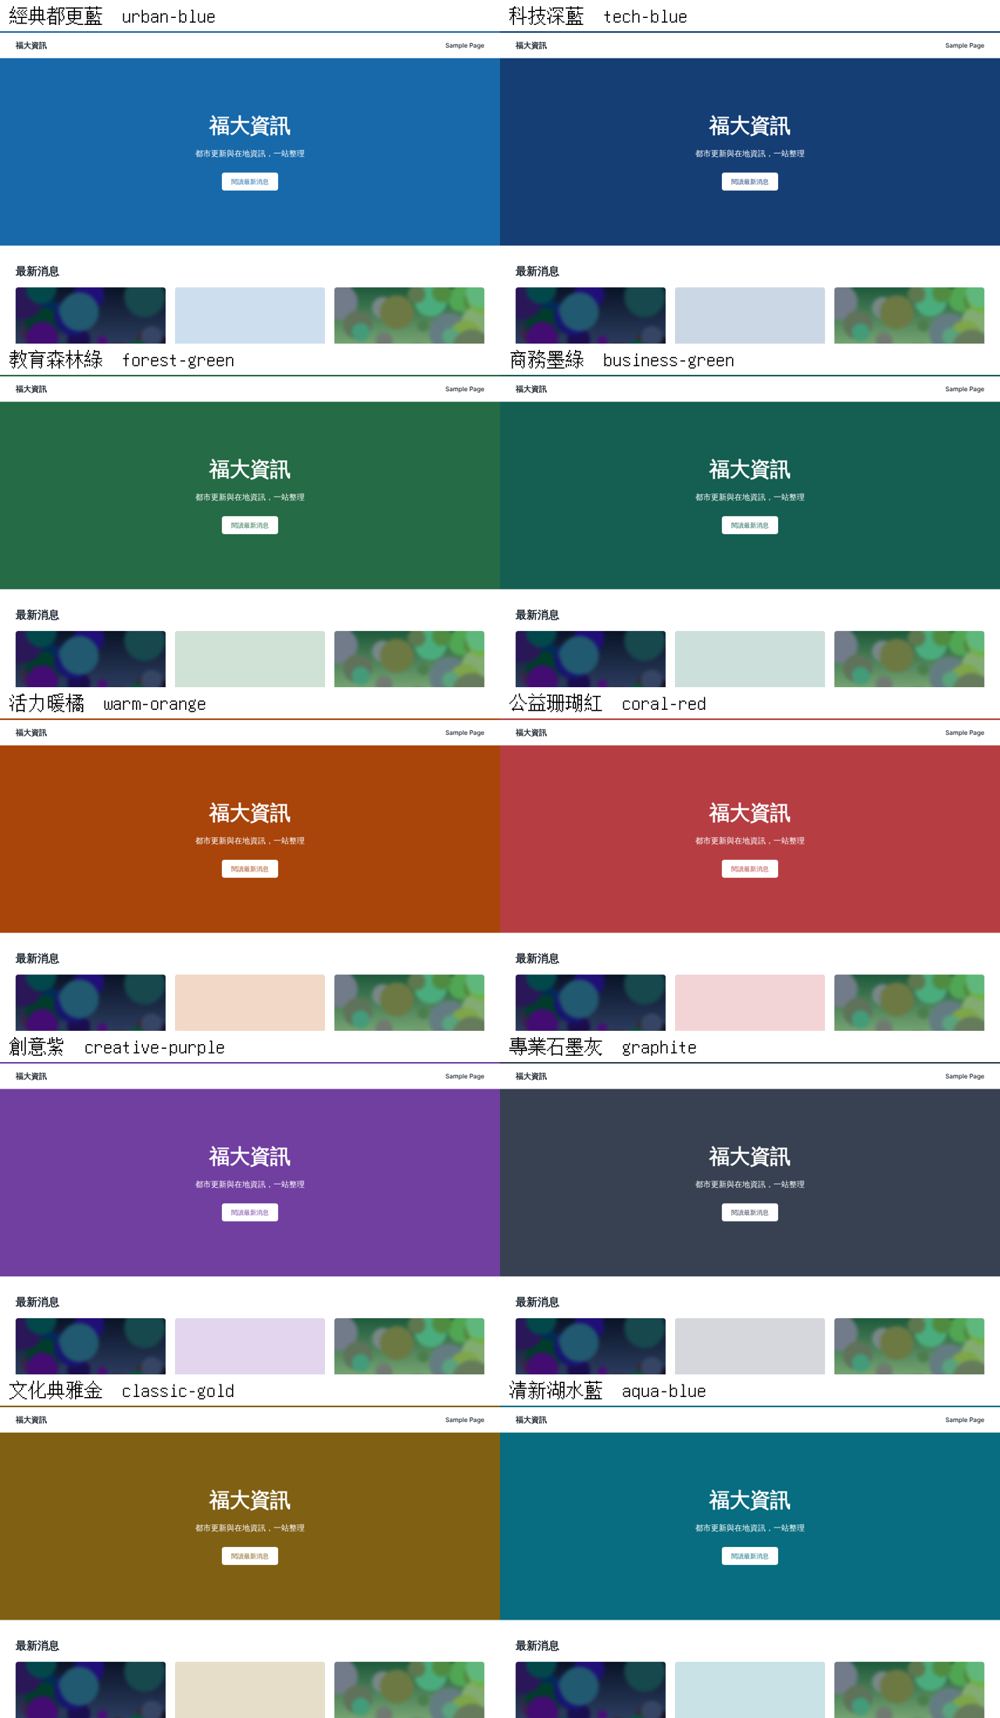 經典都更藍 urban-blue
福大資訊 Sample Page
福大資訊
都市更新與在地資訊，一站整理
閱讀最新消息
最新消息
科技深藍 tech-blue
福大資訊 Sample Page
福大資訊
都市更新與在地資訊，一站整理
閱讀最新消息
最新消息
教育森林綠 forest-green
福大資訊 Sample Page
福大資訊
都市更新與在地資訊，一站整理
閱讀最新消息
最新消息
商務墨綠 business-green
福大資訊 Sample Page
福大資訊
都市更新與在地資訊，一站整理
閱讀最新消息
最新消息
活力暖橘 warm-orange
福大資訊 Sample Page
福大資訊
都市更新與在地資訊，一站整理
閱讀最新消息
最新消息
公益珊瑚紅 coral-red
福大資訊 Sample Page
福大資訊
都市更新與在地資訊，一站整理
閱讀最新消息
最新消息
創意紫 creative-purple
福大資訊 Sample Page
福大資訊
都市更新與在地資訊，一站整理
閱讀最新消息
最新消息
專業石墨灰 graphite
福大資訊 Sample Page
福大資訊
都市更新與在地資訊，一站整理
閱讀最新消息
最新消息
文化典雅金 classic-gold
福大資訊 Sample Page
福大資訊
都市更新與在地資訊，一站整理
閱讀最新消息
最新消息
清新湖水藍 aqua-blue
福大資訊 Sample Page
福大資訊
都市更新與在地資訊，一站整理
閱讀最新消息
最新消息